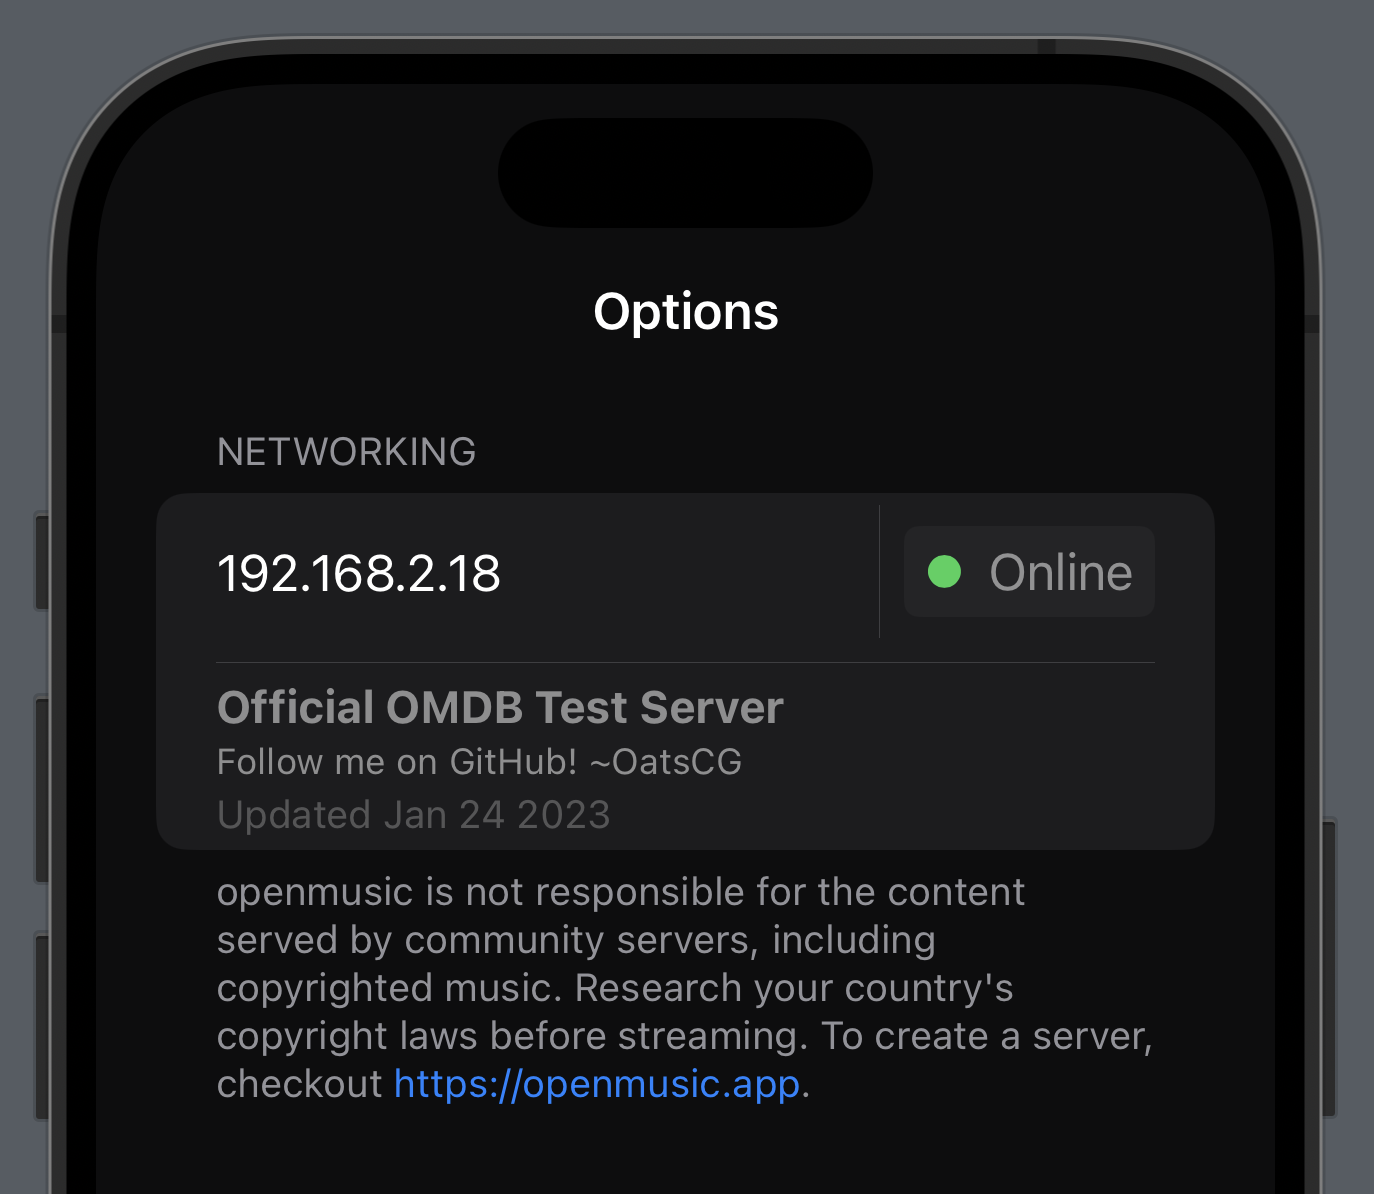 Options
NETWORKING
192.168.2.18
Online
Official OMDB Test Server
Follow me on GitHub! ~OatsCG
Updated Jan 24 2023
openmusic is not responsible for the content
served by community servers, including
copyrighted music. Research your country's
copyright laws before streaming. To create a server,
checkout https://openmusic.app.